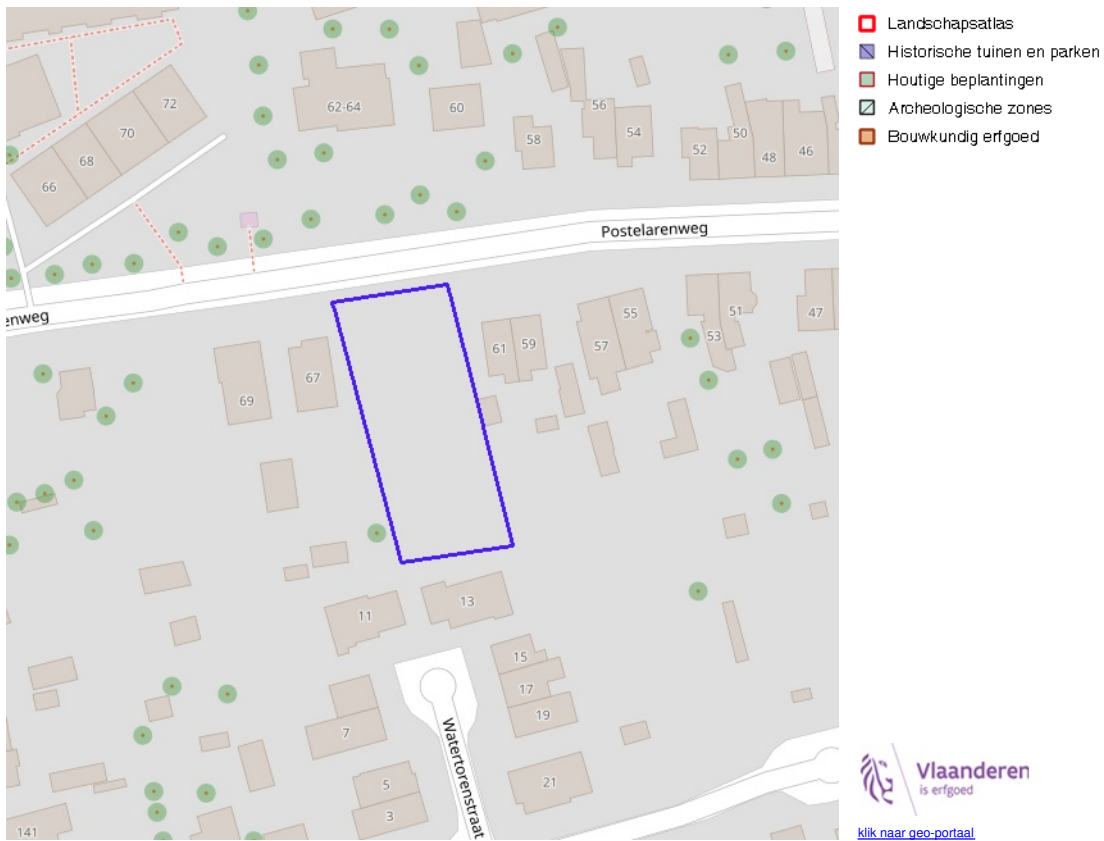 72
70
68
66
62-64
60
58
56
54
52
50
48
46
Postelarenweg
enweg
69
67
61
59
57
55
53
51
47
11
13
15
17
19
21
7
5
3
141
Watertorenstraat
Landschapsatlas
Historische tuinen en parken
Houtige beplantingen
Archeologische zones
Bouwkundig erfgoed
Vlaanderen
is erfgoed
klik naar geo-portaal